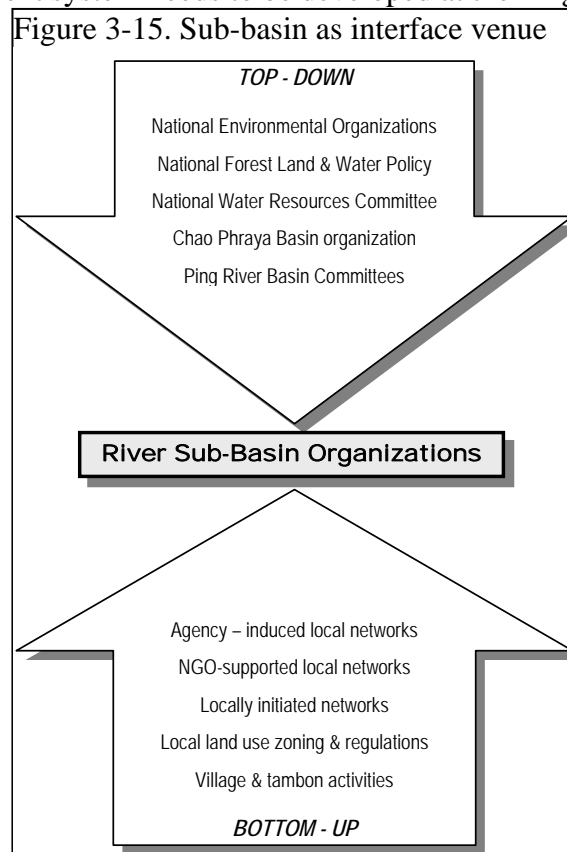 Figure 3-15. Sub-basin as interface venue
TOP - DOWN
National Environmental Organizations
National Forest Land & Water Policy
National Water Resources Committee
Chao Phraya Basin organization
Ping River Basin Committees
River Sub-Basin Organizations
Agency – induced local networks
NGO-supported local networks
Locally initiated networks
Local land use zoning & regulations
Village & tambon activities
BOTTOM - UP